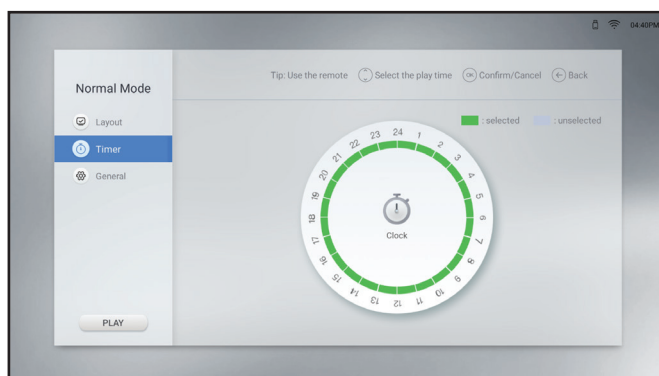 04:40PM
Normal Mode
Tip: Use the remote Select the play time OK Confirm/Cancel Back
Layout
: selected : unselected
Timer
General
24
1
2
3
4
5
6
7
8
9
10
11
12
13
14
15
16
17
18
19
20
21
22
23
Clock
PLAY